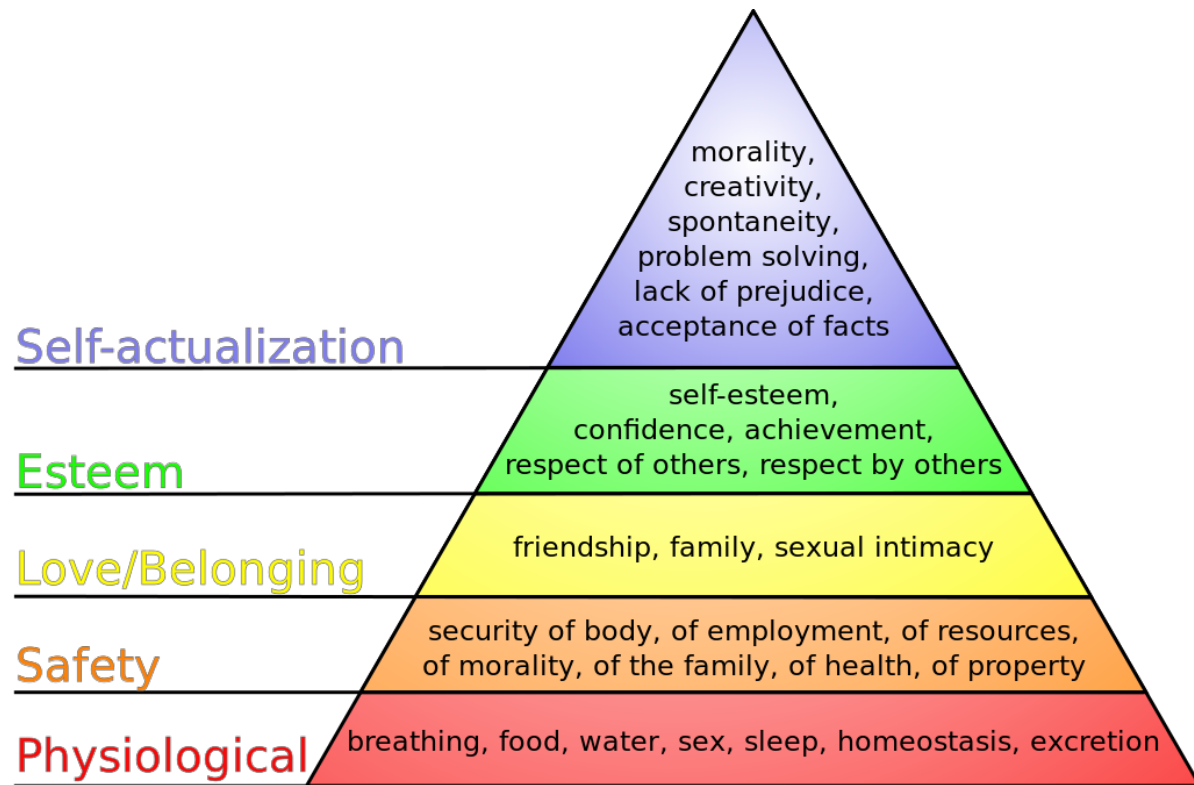 morality,
creativity,
spontaneity,
problem solving,
lack of prejudice,
acceptance of facts
Self-actualization
self-esteem,
confidence, achievement,
respect of others, respect by others
Esteem
friendship, family, sexual intimacy
Love/Belonging
security of body, of employment, of resources,
of morality, of the family, of health, of property
Safety
breathing, food, water, sex, sleep, homeostasis, excretion
Physiological